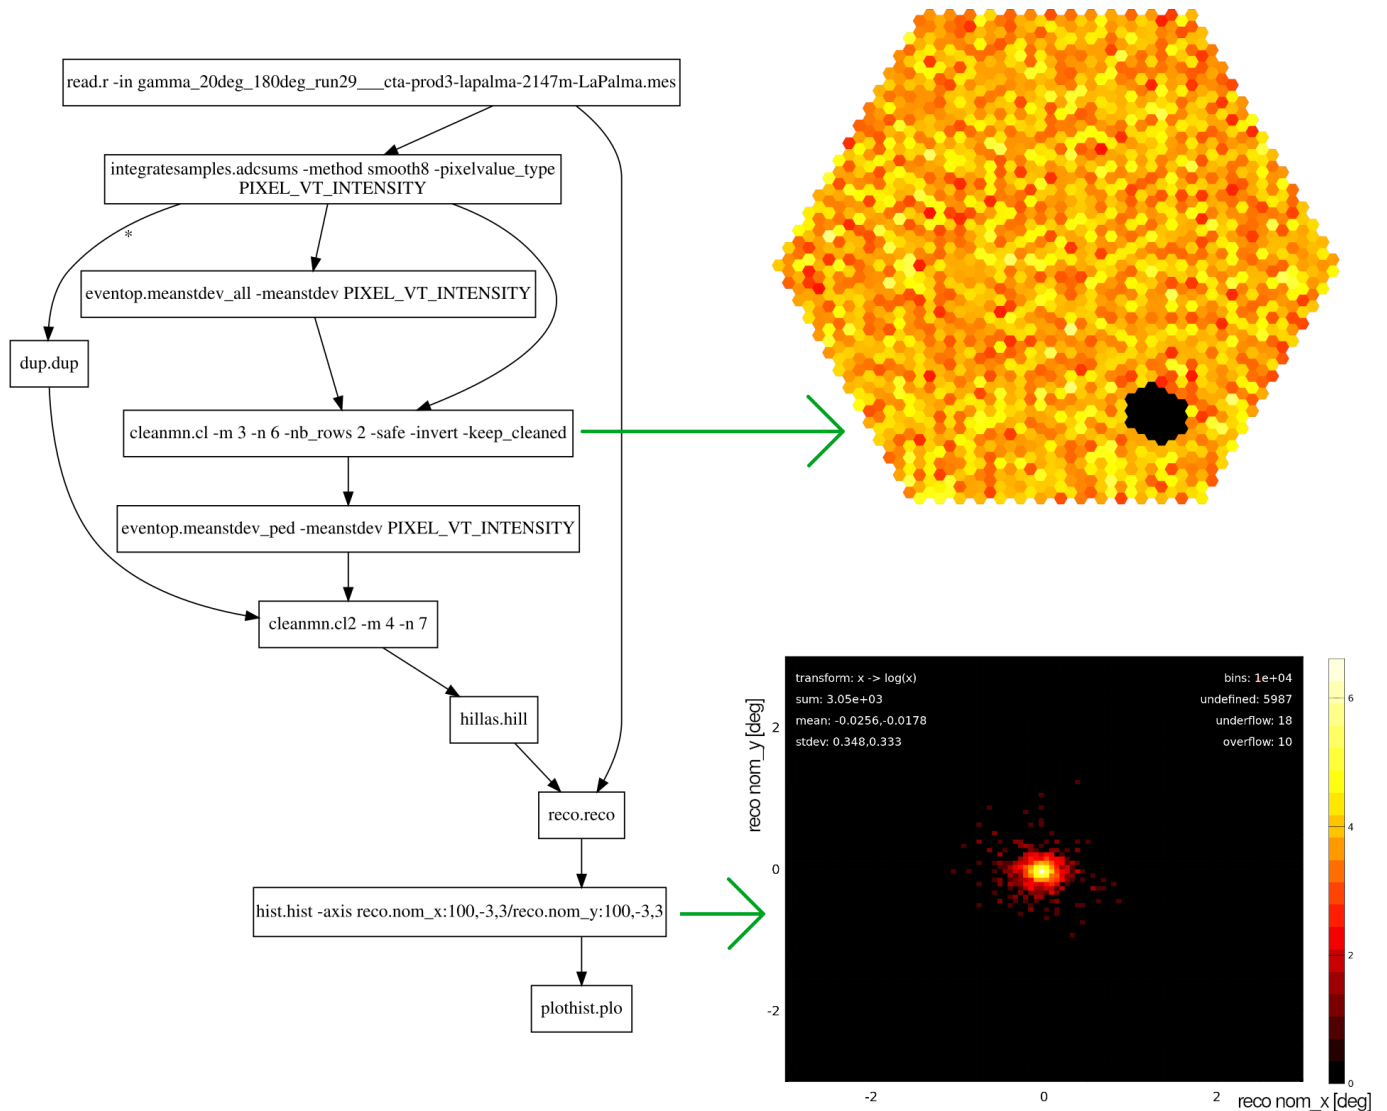 read.r -in gamma_20deg_180deg_run29___cta-prod3-lapalma-2147m-LaPalma.mes
integratesamples.adcsums -method smooth8 -pixelvalue_type
PIXEL_VT_INTENSITY
*
eventop.meanstdev_all -meanstdev PIXEL_VT_INTENSITY
dup.dup
cleanmn.cl -m 3 -n 6 -nb_rows 2 -safe -invert -keep_cleaned
eventop.meanstdev_ped -meanstdev PIXEL_VT_INTENSITY
cleanmn.cl2 -m 4 -n 7
hillas.hill
reco.reco
hist.hist -axis reco.nom_x:100,-3,3/reco.nom_y:100,-3,3
plothist.plo
transform: x -> log(x)
sum: 3.05e+03
mean: -0.0256,-0.0178
stdev: 0.348,0.333
bins: 1e+04
undefined: 5987
underflow: 18
overflow: 10
reco nom_y [deg]
2
0
-2
-2
0
2
reco nom_x [deg]
6
4
2
0